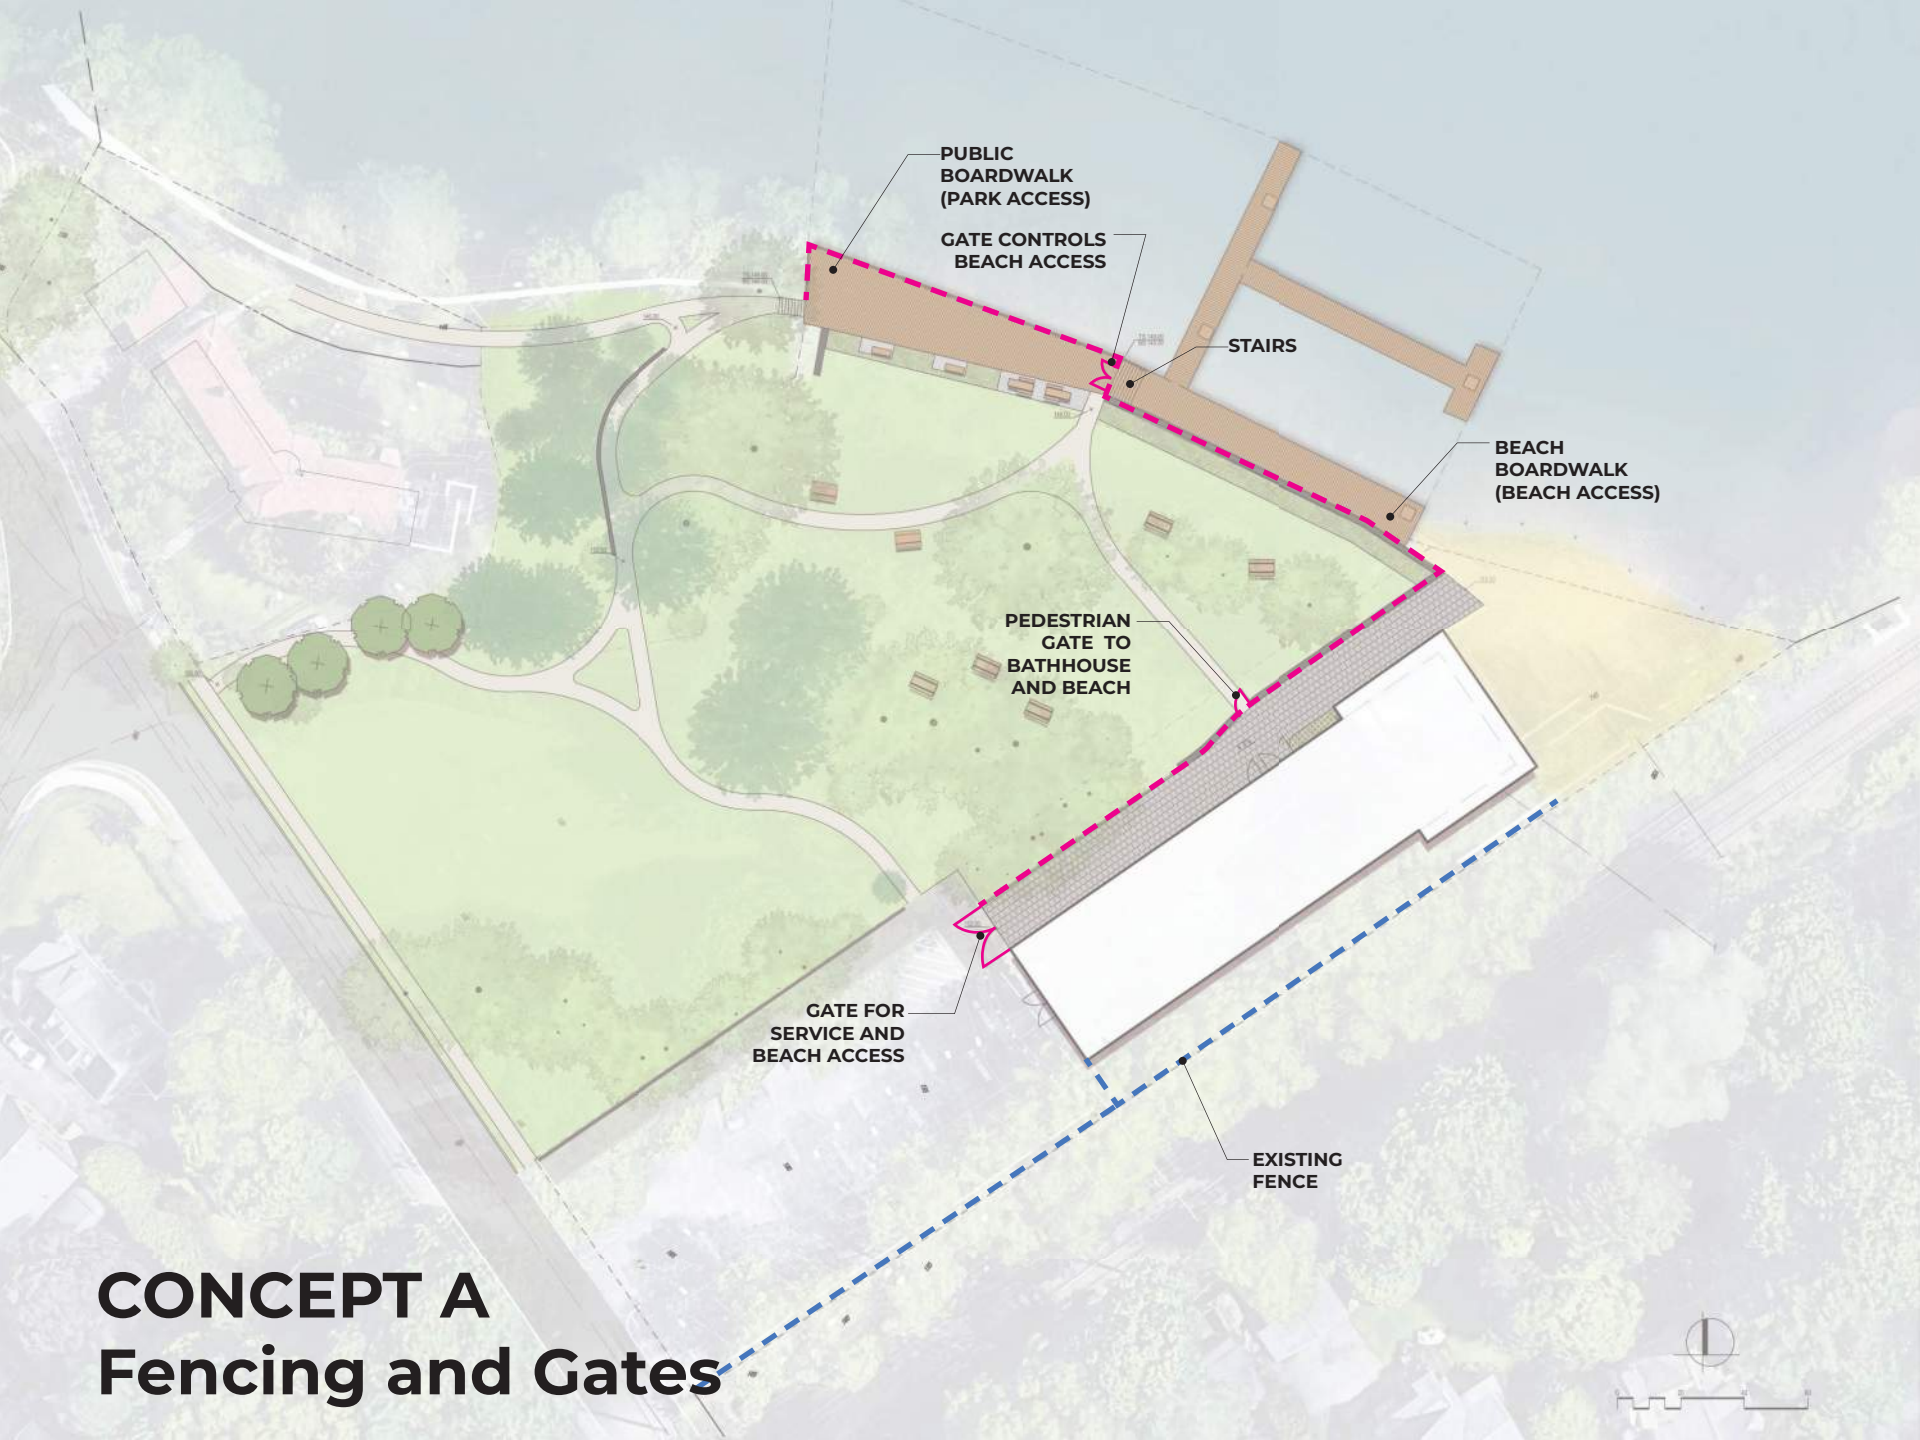 PUBLIC
BOARDWALK
(PARK ACCESS)
GATE CONTROLS
BEACH ACCESS
STAIRS
BEACH
BOARDWALK
(BEACH ACCESS)
PEDESTRIAN
GATE TO
BATHHOUSE
AND BEACH
GATE FOR
SERVICE AND
BEACH ACCESS
EXISTING
FENCE
CONCEPT A
Fencing and Gates